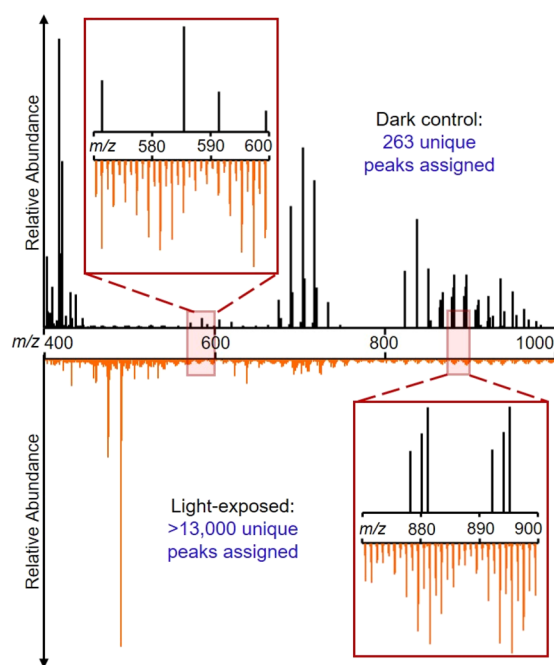 Relative Abundance
m/z
580
590
600
Dark control:
263 unique
peaks assigned
m/z
400
600
800
1000
Relative Abundance
Light-exposed:
>13,000 unique
peaks assigned
m/z
880
890
900